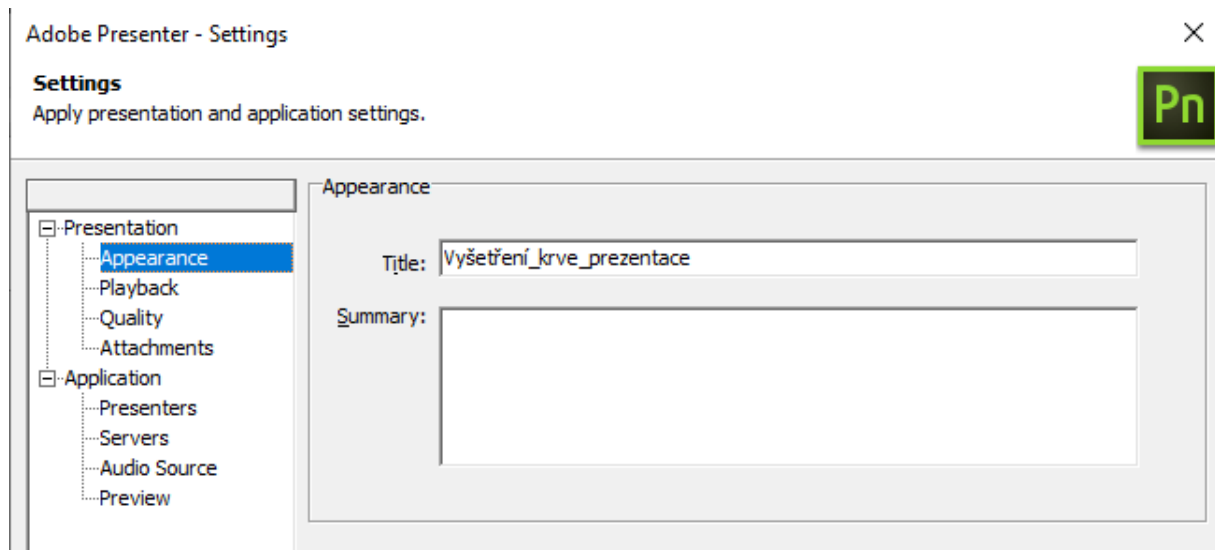 Adobe Presenter - Settings
Settings
Apply presentation and application settings.
Pn
Presentation
Appearance
Playback
Quality
Attachments
Application
Presenters
Servers
Audio Source
Preview
Appearance
Title: Vyšetření_krve_prezentace
Summary: